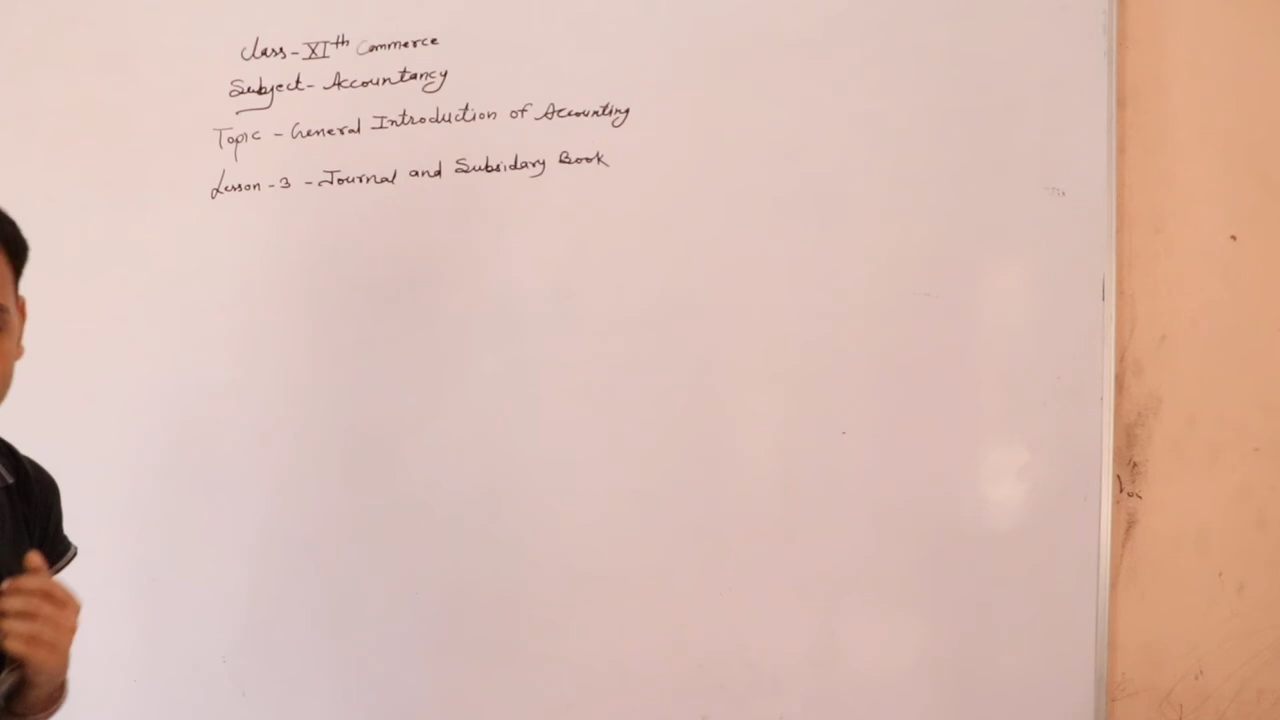 Class - XIth Commerce
Subject - Accountancy
Topic - General Introduction of Accounting
Lesson - 3 - Journal and Subsidary Book